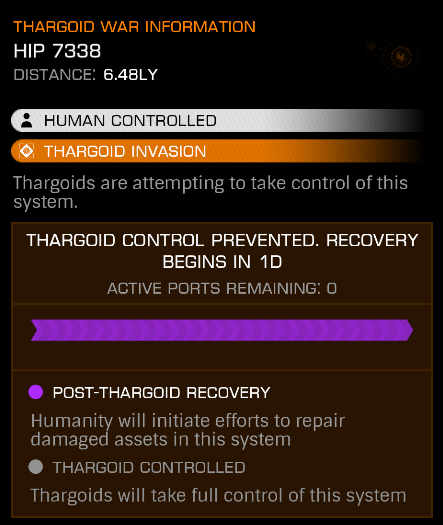 THARGOID WAR INFORMATION
HIP 7338
DISTANCE: 6.48LY
HUMAN CONTROLLED
THARGOID INVASION
Thargoids are attempting to take control of this
system.
THARGOID CONTROL PREVENTED. RECOVERY
BEGINS IN 1D
ACTIVE PORTS REMAINING: 0
POST-THARGOID RECOVERY
Humanity will initiate efforts to repair
damaged assets in this system
THARGOID CONTROLLED
Thargoids will take full control of this system